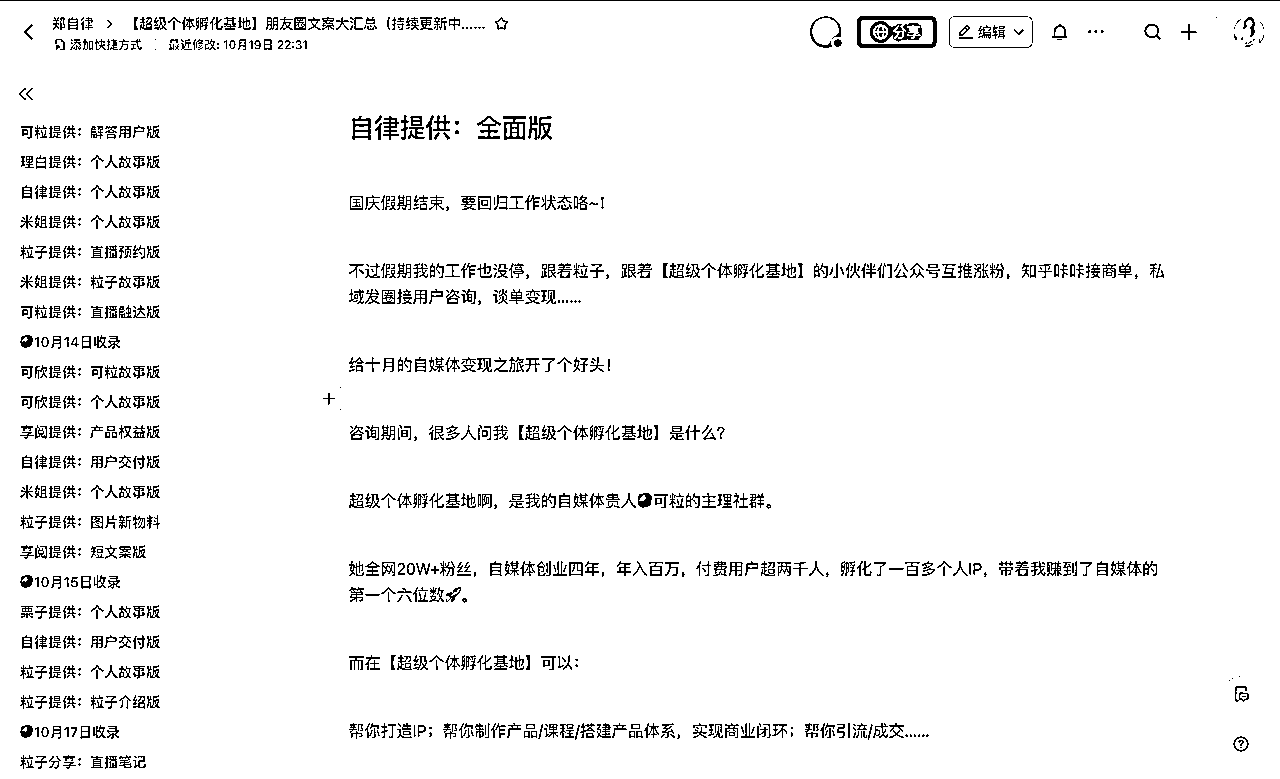 郑自律 > 【超级个体孵化基地】朋友圈文案大汇总（持续更新中......
添加快捷方式 最近修改: 10月19日 22:31
分享
编辑
可粒提供：解答用户版
理白提供：个人故事版
自律提供：个人故事版
米姐提供：个人故事版
粒子提供：直播预约版
米姐提供：粒子故事版
可粒提供：直播融达版
10月14日收录
可欣提供：可粒故事版
可欣提供：个人故事版
享阅提供：产品权益版
自律提供：用户交付版
米姐提供：个人故事版
粒子提供：图片新物料
享阅提供：短文案版
10月15日收录
栗子提供：个人故事版
自律提供：用户交付版
粒子提供：个人故事版
粒子提供：粒子介绍版
10月17日收录
粒子分享：直播笔记
自律提供：全面版
国庆假期结束，要回归工作状态咯~！
不过假期我的工作也没停，跟着粒子，跟着【超级个体孵化基地】的小伙伴们公众号互推涨粉，知乎咔咔接商单，私
域发圈接用户咨询，谈单变现......
给十月的自媒体变现之旅开了个好头！
咨询期间，很多人问我【超级个体孵化基地】是什么？
超级个体孵化基地啊，是我的自媒体贵人可粒的主理社群。
她全网20W+粉丝，自媒体创业四年，年入百万，付费用户超两千人，孵化了一百多个人IP，带着我赚到了自媒体的
第一个六位数🚀。
而在【超级个体孵化基地】可以：
帮你打造IP；帮你制作产品/课程/搭建产品体系，实现商业闭环；帮你引流/成交......